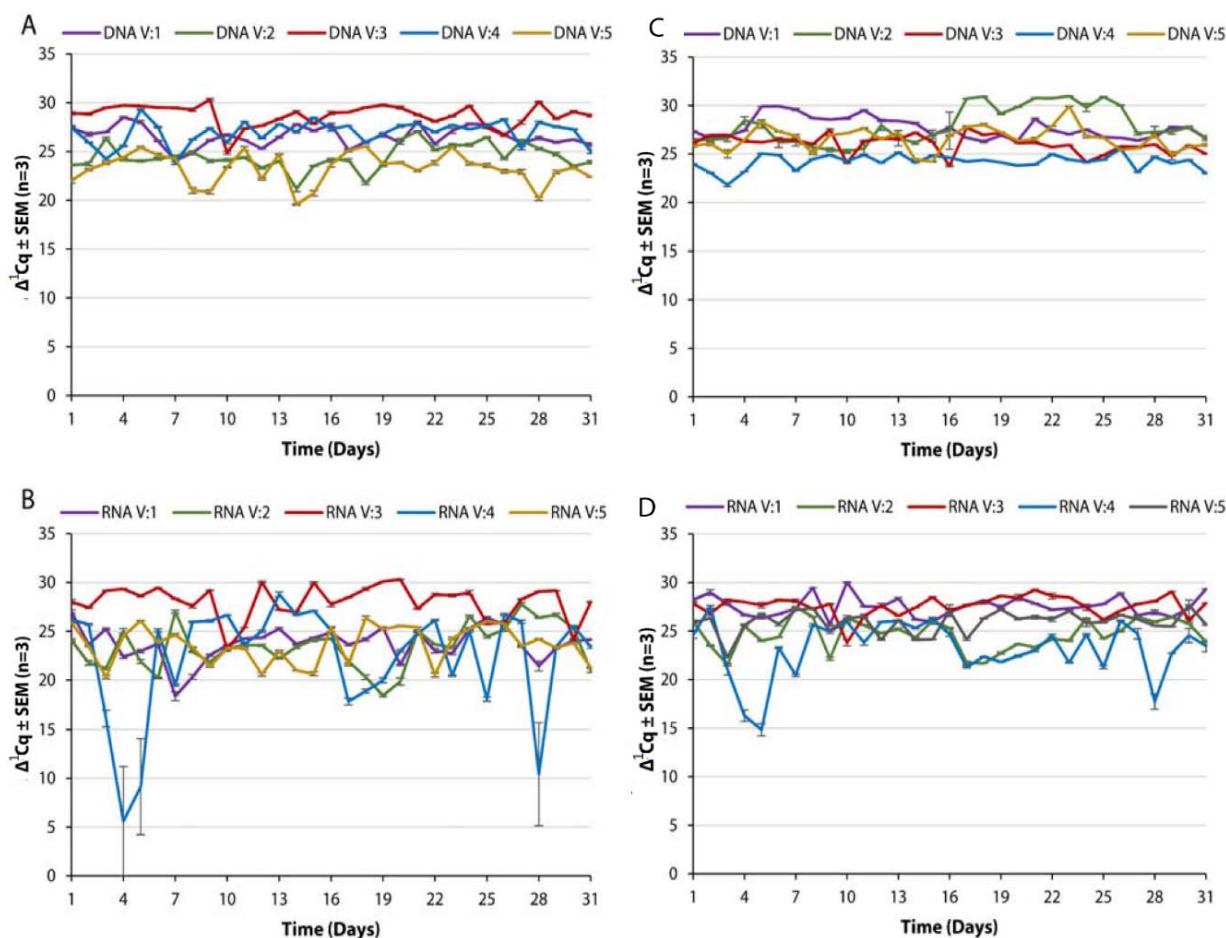 A
DNA V:1 DNA V:2 DNA V:3 DNA V:4 DNA V:5
Δ¹Cq ± SEM (n=3)
35
30
25
20
15
10
5
0
1 4 7 10 13 16 19 22 25 28 31
Time (Days)
C
DNA V:1 DNA V:2 DNA V:3 DNA V:4 DNA V:5
Δ¹Cq ± SEM (n=3)
35
30
25
20
15
10
5
0
1 4 7 10 13 16 19 22 25 28 31
Time (Days)
B
RNA V:1 RNA V:2 RNA V:3 RNA V:4 RNA V:5
Δ¹Cq ± SEM (n=3)
35
30
25
20
15
10
5
0
1 4 7 10 13 16 19 22 25 28 31
Time (Days)
D
RNA V:1 RNA V:2 RNA V:3 RNA V:4 RNA V:5
Δ¹Cq ± SEM (n=3)
35
30
25
20
15
10
5
0
1 4 7 10 13 16 19 22 25 28 31
Time (Days)